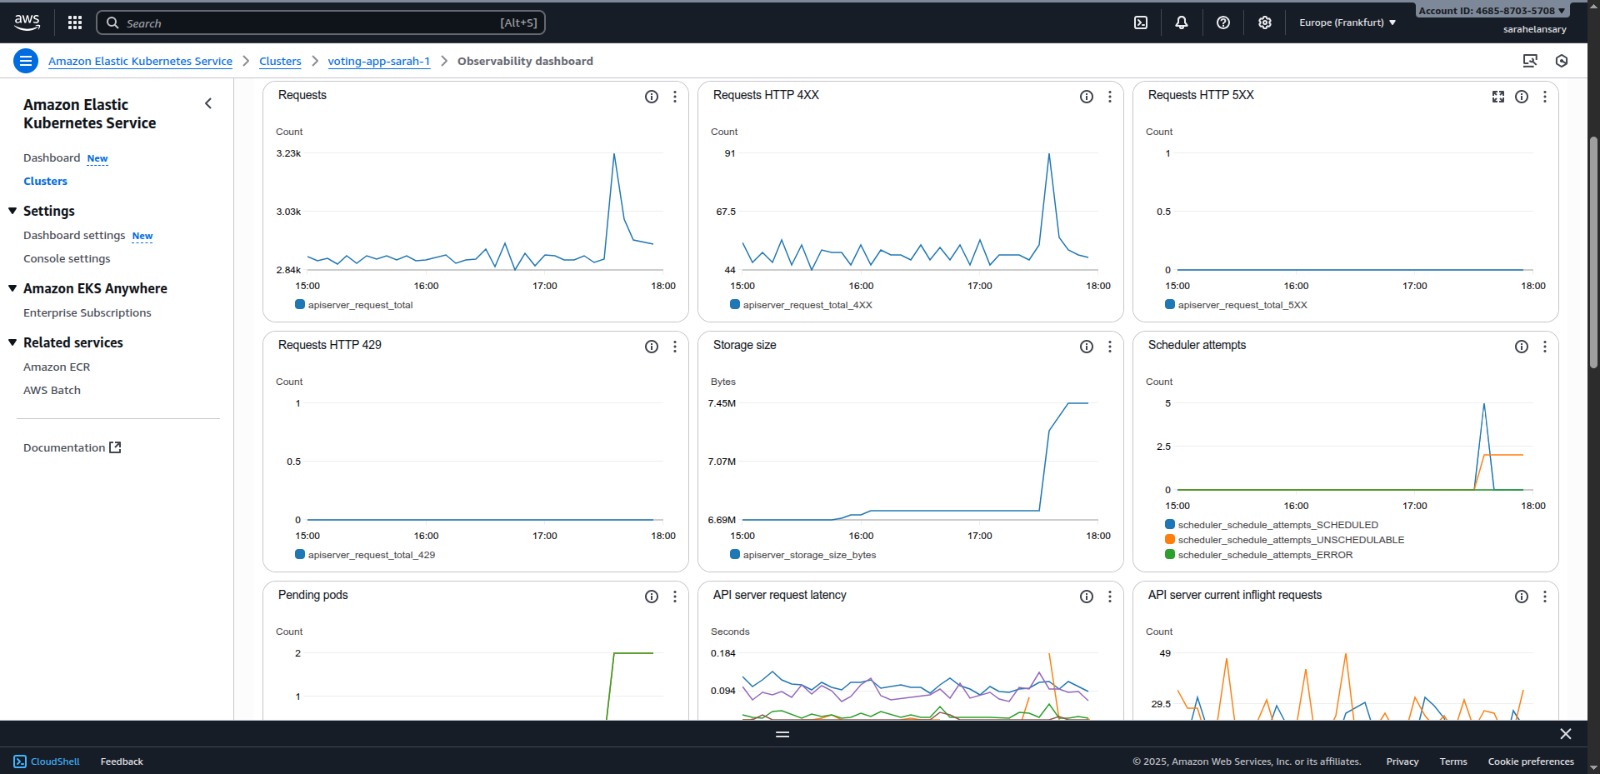 aws
Search
[Alt+S]
Europe (Frankfurt)
Account ID: 4685-8703-5708
sarahelansary
Amazon Elastic Kubernetes Service
Clusters
voting-app-sarah-1
Observability dashboard
Amazon Elastic
Kubernetes Service
Dashboard New
Clusters
Settings
Dashboard settings New
Console settings
Amazon EKS Anywhere
Enterprise Subscriptions
Related services
Amazon ECR
AWS Batch
Documentation
Requests
Count
3.23k
3.03k
2.84k
15:00 16:00 17:00 18:00
apiserver_request_total
Requests HTTP 4XX
Count
91
67.5
44
15:00 16:00 17:00 18:00
apiserver_request_total_4XX
Requests HTTP 5XX
Count
1
0.5
0
15:00 16:00 17:00 18:00
apiserver_request_total_5XX
Requests HTTP 429
Count
1
0.5
0
15:00 16:00 17:00 18:00
apiserver_request_total_429
Storage size
Bytes
7.45M
7.07M
6.69M
15:00 16:00 17:00 18:00
apiserver_storage_size_bytes
Scheduler attempts
Count
5
2.5
0
15:00 16:00 17:00 18:00
scheduler_schedule_attempts_SCHEDULED
scheduler_schedule_attempts_UNSCHEDULABLE
scheduler_schedule_attempts_ERROR
Pending pods
Count
2
1
API server request latency
Seconds
0.184
0.094
API server current inflight requests
Count
49
29.5
CloudShell
Feedback
© 2025, Amazon Web Services, Inc. or its affiliates.
Privacy
Terms
Cookie preferences